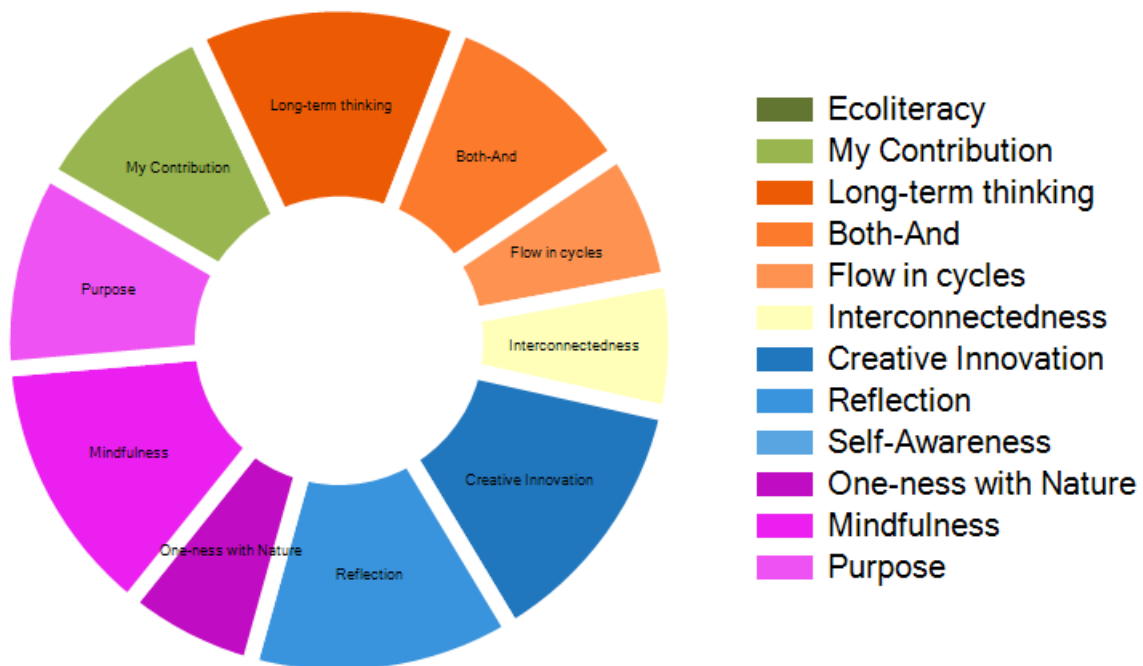 Long-term thinking
My Contribution
Both-And
Flow in cycles
Purpose
Interconnectedness
Mindfulness
Creative Innovation
One-ness with Nature
Reflection
Ecoliteracy
My Contribution
Long-term thinking
Both-And
Flow in cycles
Interconnectedness
Creative Innovation
Reflection
Self-Awareness
One-ness with Nature
Mindfulness
Purpose